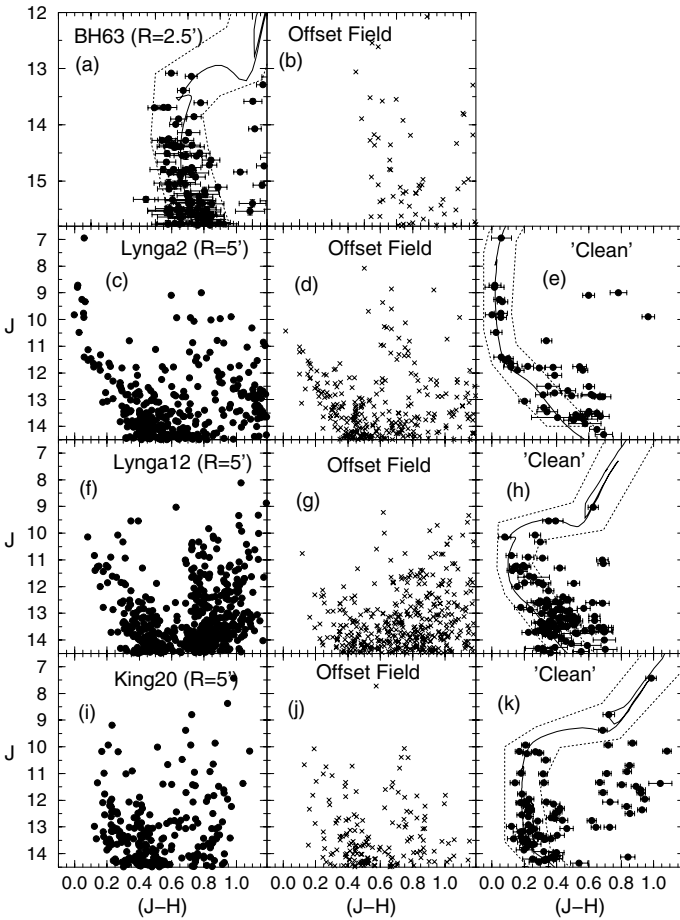 12
13
14
15
BH63 (R=2.5')
(a)
Offset Field
(b)
7
8
9
10
11
12
13
14
J
Lynga2 (R=5')
(c)
Offset Field
(d)
'Clean'
(e)
7
8
9
10
11
12
13
14
J
Lynga12 (R=5')
(f)
Offset Field
(g)
'Clean'
(h)
7
8
9
10
11
12
13
14
J
King20 (R=5')
(i)
Offset Field
(j)
'Clean'
(k)
0.0 0.2 0.4 0.6 0.8 1.0
0.0 0.2 0.4 0.6 0.8 1.0
0.0 0.2 0.4 0.6 0.8 1.0
(J−H)
(J−H)
(J−H)